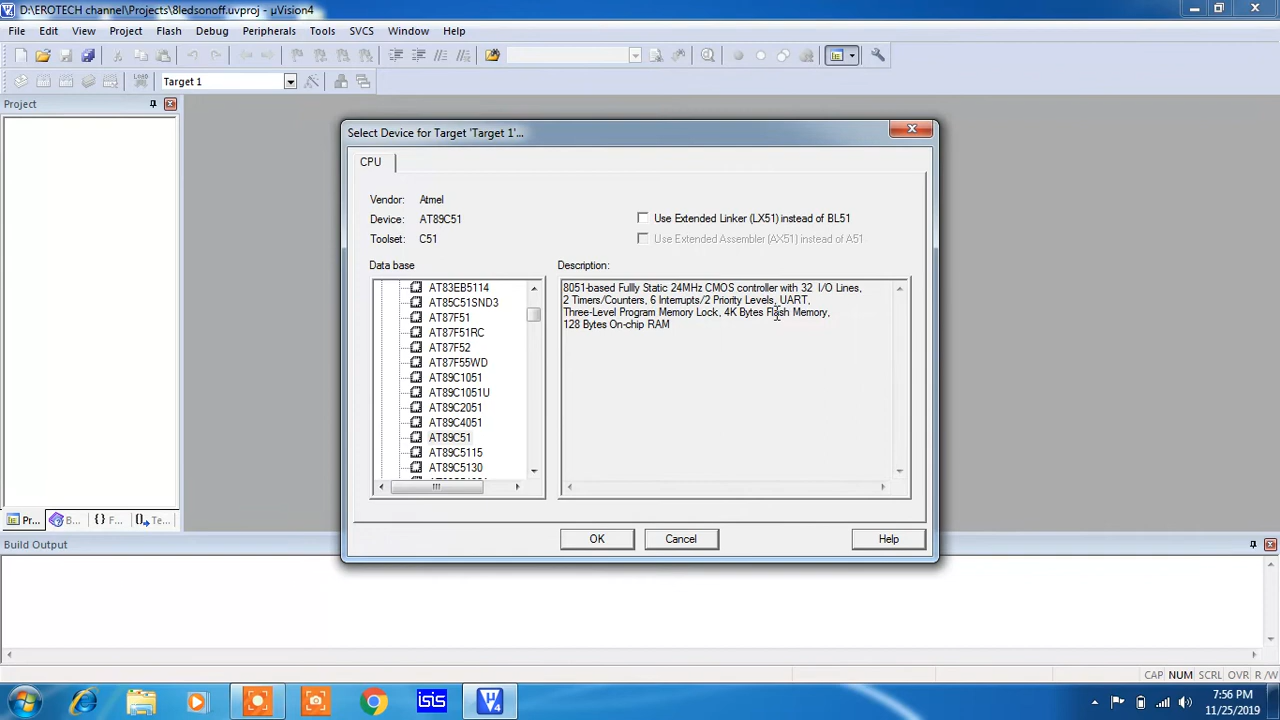 D:\EROTECH channel\Projects\8ledsonoff.uvproj - µVision4
File Edit View Project Flash Debug Peripherals Tools SVCS Window Help
LOAD Target 1
Project
Select Device for Target 'Target 1'...
CPU
Vendor: Atmel
Device: AT89C51
Use Extended Linker (LX51) instead of BL51
Toolset: C51
Use Extended Assembler (AX51) instead of A51
Data base
Description:
AT83EB5114
AT85C51SND3
AT87F51
AT87F51RC
AT87F52
AT87F55WD
AT89C1051
AT89C1051U
AT89C2051
AT89C4051
AT89C51
AT89C5115
AT89C5130
8051-based Fullly Static 24MHz CMOS controller with 32 I/O Lines,
2 Timers/Counters, 6 Interrupts/2 Priority Levels, UART,
Three-Level Program Memory Lock, 4K Bytes Flash Memory,
128 Bytes On-chip RAM
Pr... B... {} F... Te...
OK Cancel Help
Build Output
CAP NUM SCRL OVR R/W
isis
7:56 PM
11/25/2019